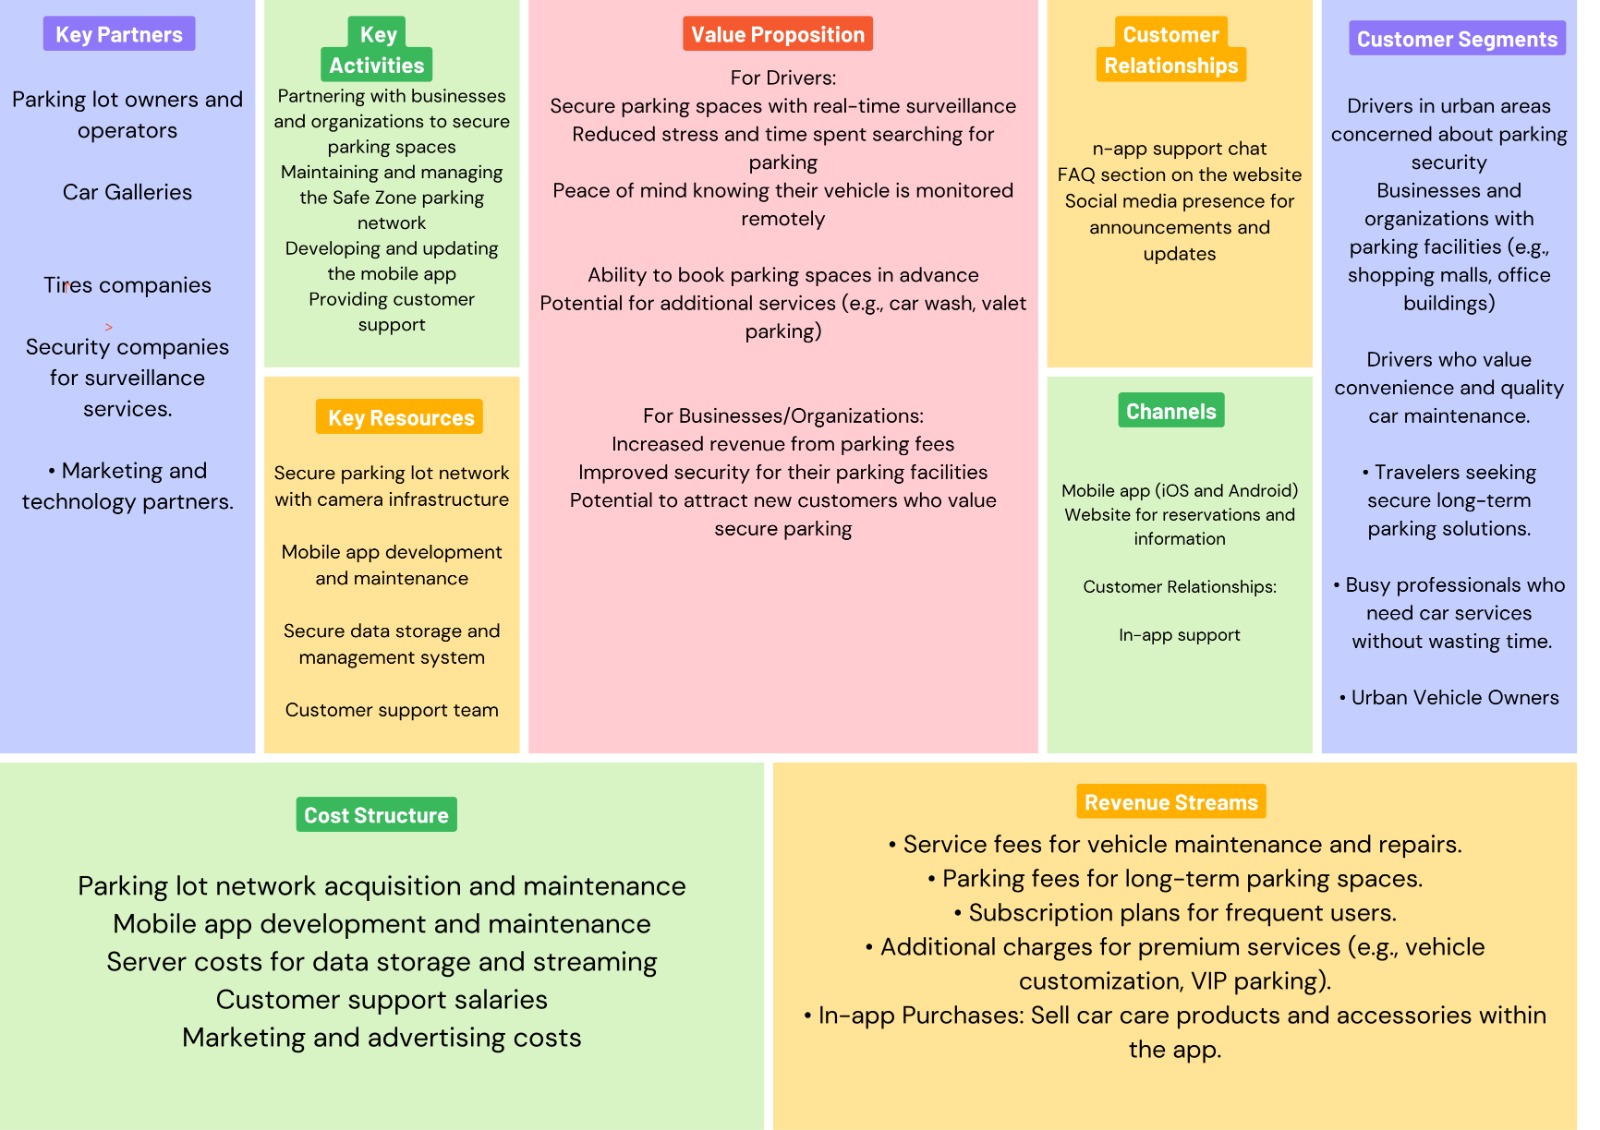 Key Partners
Parking lot owners and
operators
Car Galleries
Tires companies
>
Security companies
for surveillance
services.
• Marketing and
technology partners.
Key
Activities
Partnering with businesses
and organizations to secure
parking spaces
Maintaining and managing
the Safe Zone parking
network
Developing and updating
the mobile app
Providing customer
support
Key Resources
Secure parking lot network
with camera infrastructure
Mobile app development
and maintenance
Secure data storage and
management system
Customer support team
Value Proposition
For Drivers:
Secure parking spaces with real-time surveillance
Reduced stress and time spent searching for
parking
Peace of mind knowing their vehicle is monitored
remotely
Ability to book parking spaces in advance
Potential for additional services (e.g., car wash, valet
parking)
For Businesses/Organizations:
Increased revenue from parking fees
Improved security for their parking facilities
Potential to attract new customers who value
secure parking
Customer
Relationships
n-app support chat
FAQ section on the website
Social media presence for
announcements and
updates
Channels
Mobile app (iOS and Android)
Website for reservations and
information
Customer Relationships:
In-app support
Customer Segments
Drivers in urban areas
concerned about parking
security
Businesses and
organizations with
parking facilities (e.g.,
shopping malls, office
buildings)
Drivers who value
convenience and quality
car maintenance.
• Travelers seeking
secure long-term
parking solutions.
• Busy professionals who
need car services
without wasting time.
• Urban Vehicle Owners
Cost Structure
Parking lot network acquisition and maintenance
Mobile app development and maintenance
Server costs for data storage and streaming
Customer support salaries
Marketing and advertising costs
Revenue Streams
• Service fees for vehicle maintenance and repairs.
• Parking fees for long-term parking spaces.
• Subscription plans for frequent users.
• Additional charges for premium services (e.g., vehicle
customization, VIP parking).
• In-app Purchases: Sell car care products and accessories within
the app.